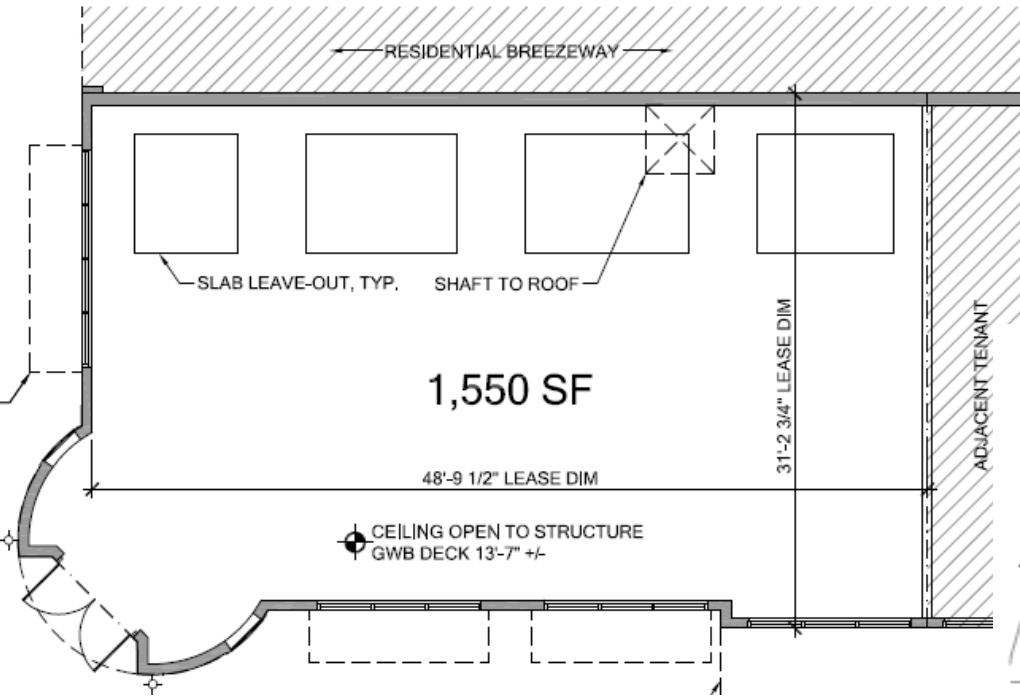 RESIDENTIAL BREEZEWAY
SLAB LEAVE-OUT, TYP.
SHAFT TO ROOF
31'-2 3/4" LEASE DIM
ADJACENT TENANT
1,550 SF
48'-9 1/2" LEASE DIM
CEILING OPEN TO STRUCTURE
GWB DECK 13'-7" +/-